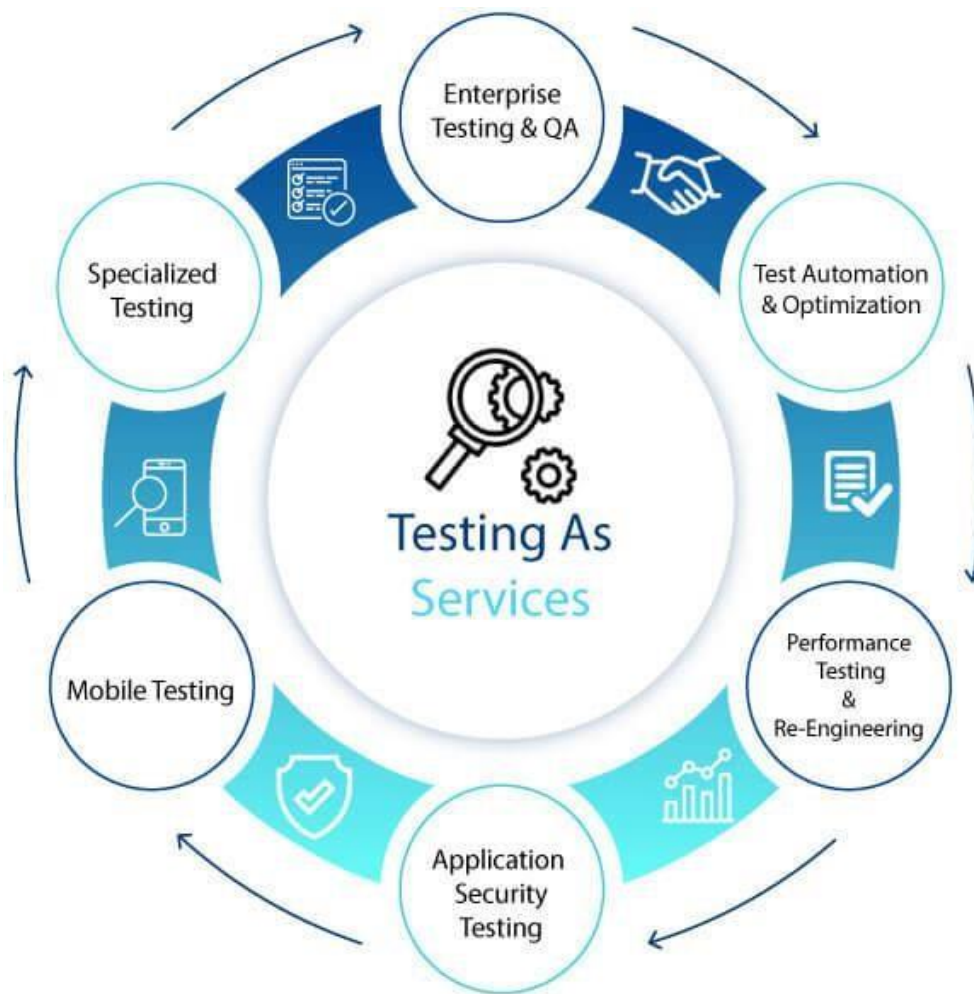 Enterprise
Testing & QA
Test Automation
& Optimization
Performance
Testing
&
Re-Engineering
Application
Security
Testing
Mobile Testing
Specialized
Testing
Testing As
Services